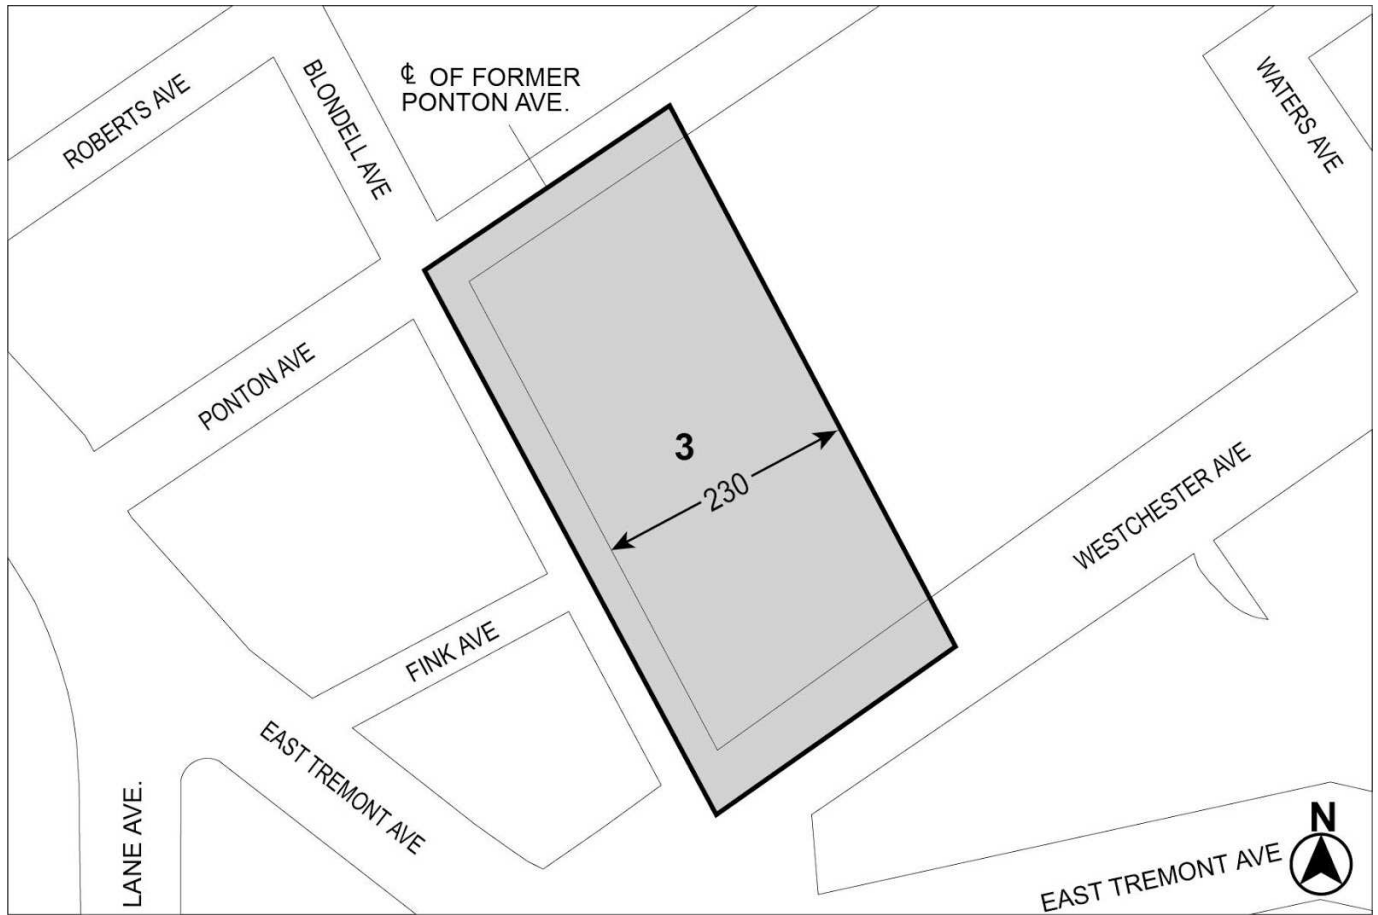 ROBERTS AVE
BLONDELL AVE
℄ OF FORMER
PONTON AVE.
WATERS AVE
PONTON AVE
3
230
WESTCHESTER AVE
FINK AVE
EAST TREMONT AVE
LANE AVE.
N
EAST TREMONT AVE